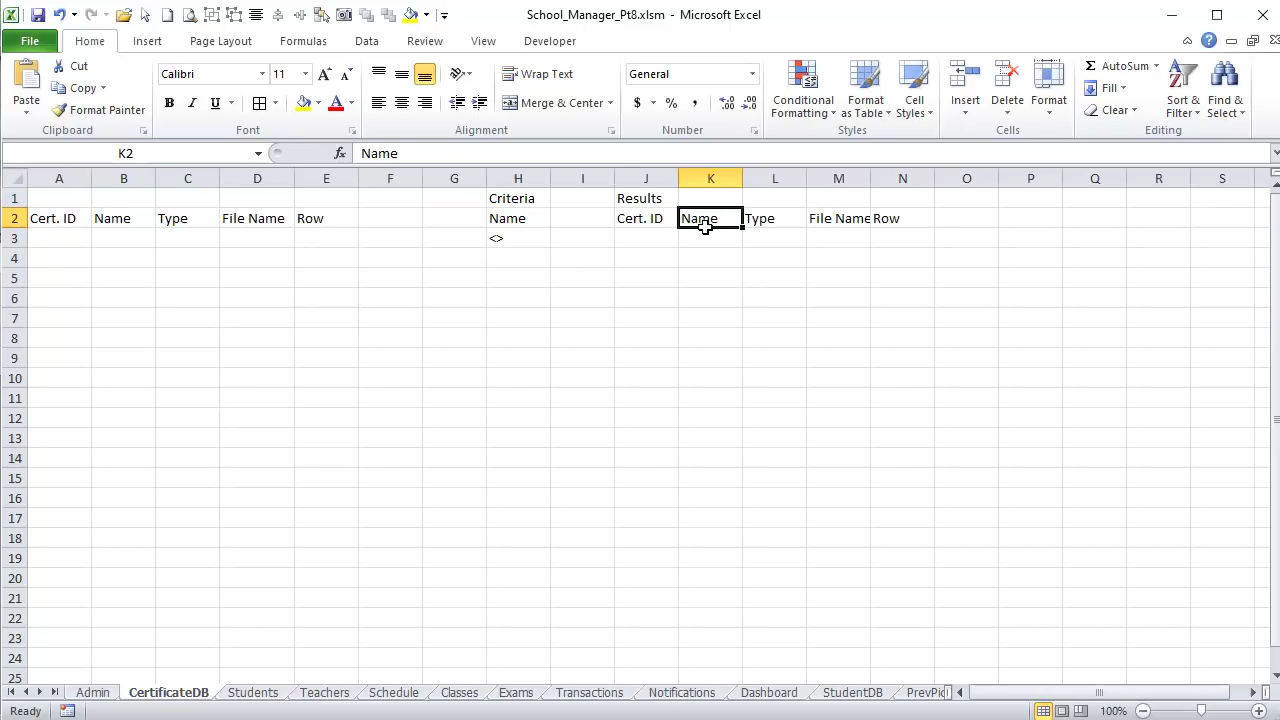 School_Manager_Pt8.xlsm - Microsoft Excel
File Home Insert Page Layout Formulas Data Review View Developer
Paste Cut Copy Format Painter Clipboard
Calibri 11 B I U A Font
Wrap Text Merge & Center Alignment
General $ % , Number
Conditional Formatting Format as Table Cell Styles Styles
Insert Delete Format Cells
AutoSum Fill Clear Sort & Filter Find & Select Editing
K2 fx Name
A B C D E F G H I J K L M N O P Q R S
1 Criteria Results
2 Cert. ID Name Type File Name Row Name Cert. ID Name Type File Name Row
3 <>
4
5
6
7
8
9
10
11
12
13
14
15
16
17
18
19
20
21
22
23
24
25
Admin CertificateDB Students Teachers Schedule Classes Exams Transactions Notifications Dashboard StudentDB PrevPic
Ready 100%